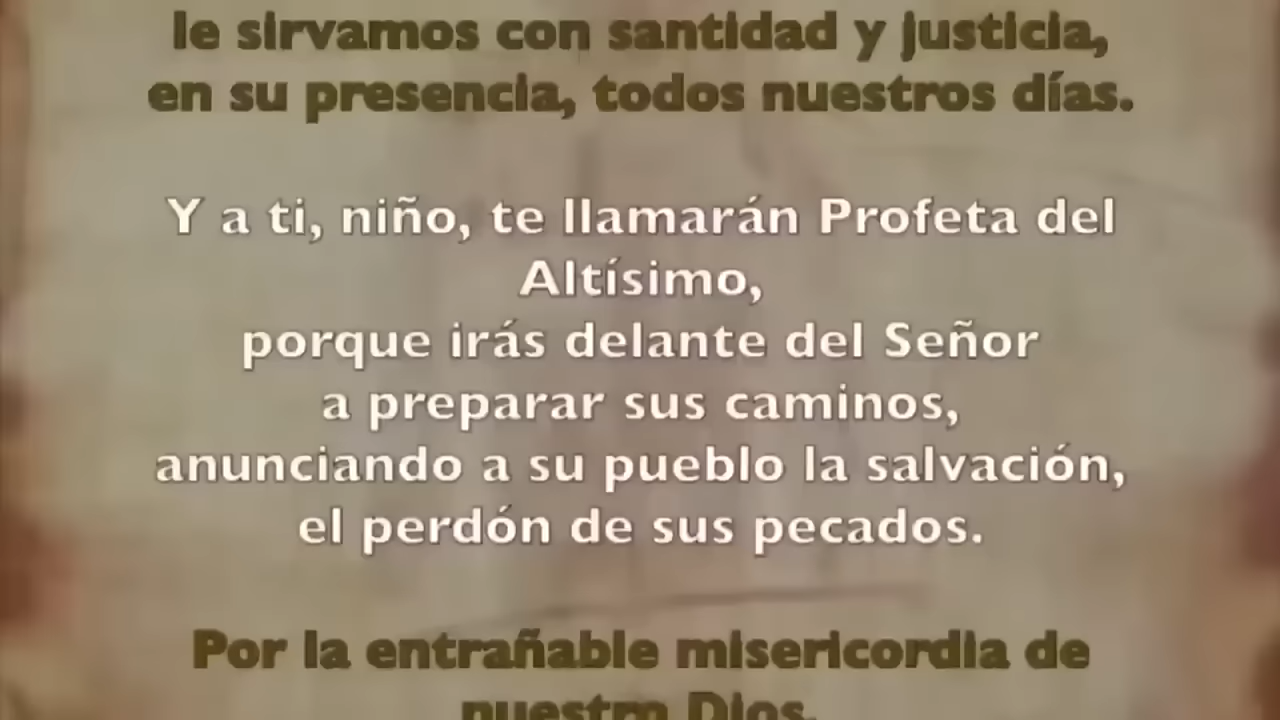 le sirvamos con santidad y justicia,
en su presencia, todos nuestros días.
Y a ti, niño, te llamarán Profeta del
Altísimo,
porque irás delante del Señor
a preparar sus caminos,
anunciando a su pueblo la salvación,
el perdón de sus pecados.
Por la entrañable misericordia de
nuestro Dios,